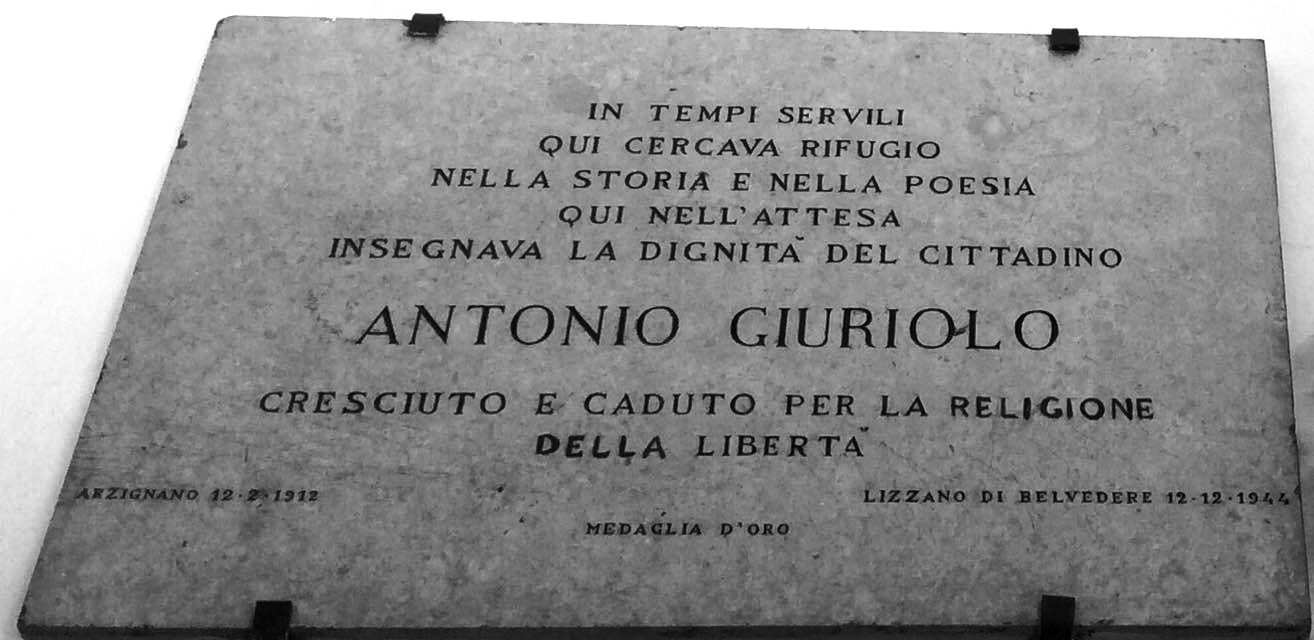 IN TEMPI SERVILI
QUI CERCAVA RIFUGIO
NELLA STORIA E NELLA POESIA
QUI NELL'ATTESA
INSEGNAVA LA DIGNITÀ DEL CITTADINO
ANTONIO GIURIOLO
CRESCIUTO E CADUTO PER LA RELIGIONE
DELLA LIBERTÀ
ARZIGNANO 12·2·1912
LIZZANO DI BELVEDERE 12·12·1944
MEDAGLIA D'ORO